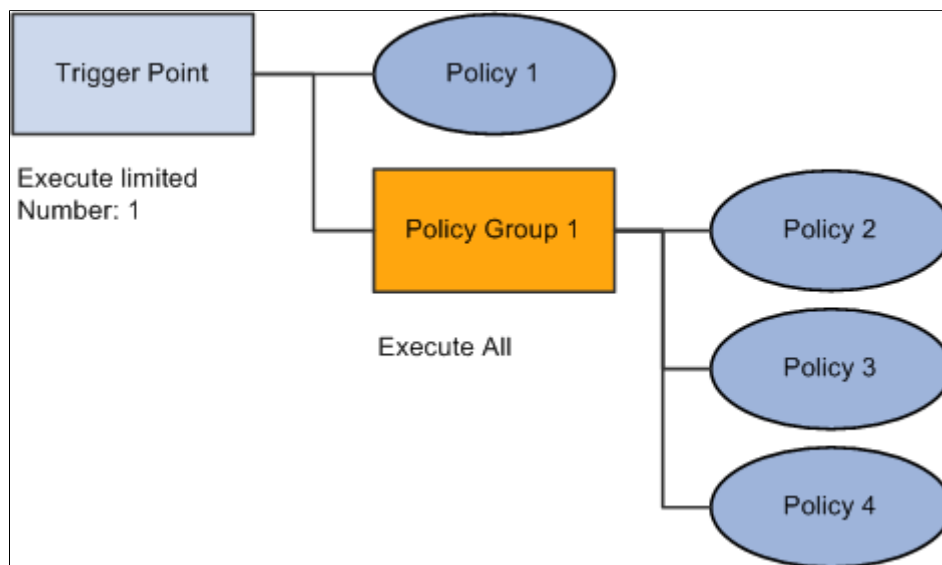 Trigger Point
Policy 1
Execute limited
Number: 1
Policy Group 1
Policy 2
Execute All
Policy 3
Policy 4